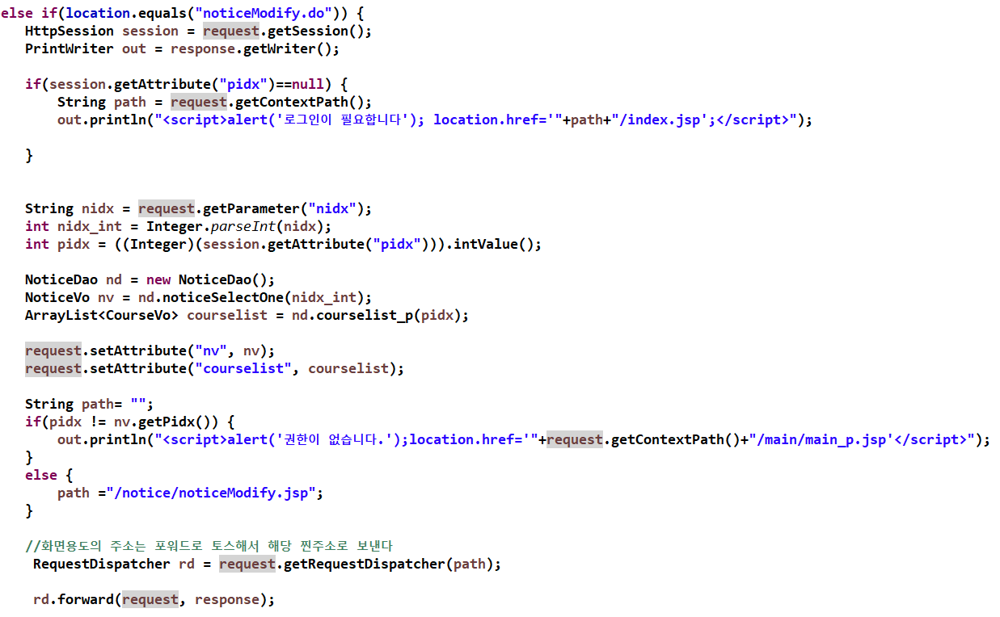 else if(location.equals("noticeModify.do")) {
HttpSession session = request.getSession();
PrintWriter out = response.getWriter();
if(session.getAttribute("pidx")==null) {
String path = request.getContextPath();
out.println("<script>alert('로그인이 필요합니다'); location.href='"+path+"/index.jsp';</script>");
}
String nidx = request.getParameter("nidx");
int nidx_int = Integer.parseInt(nidx);
int pidx = ((Integer)(session.getAttribute("pidx"))).intValue();
NoticeDao nd = new NoticeDao();
NoticeVo nv = nd.noticeSelectOne(nidx_int);
ArrayList<CourseVo> courselist = nd.courselist_p(pidx);
request.setAttribute("nv", nv);
request.setAttribute("courselist", courselist);
String path= "";
if(pidx != nv.getPidx()) {
out.println("<script>alert('권한이 없습니다.');location.href='"+request.getContextPath()+"/main/main_p.jsp'</script>");
}
else {
path ="/notice/noticeModify.jsp";
}
//화면용도의 주소는 포워드로 토스해서 해당 찐주소로 보낸다
RequestDispatcher rd = request.getRequestDispatcher(path);
rd.forward(request, response);